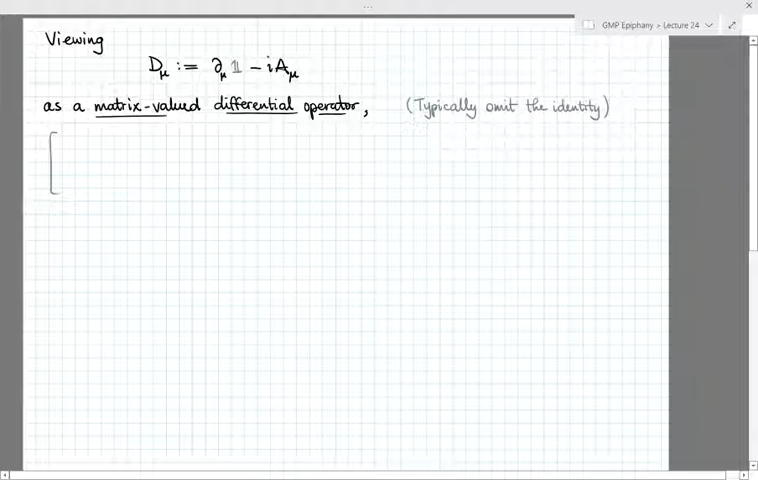 GMP Epiphany > Lecture 24
Viewing
D_μ := ∂_μ 𝟙 - iA_μ
as a matrix-valued differential operator, (Typically omit the identity)